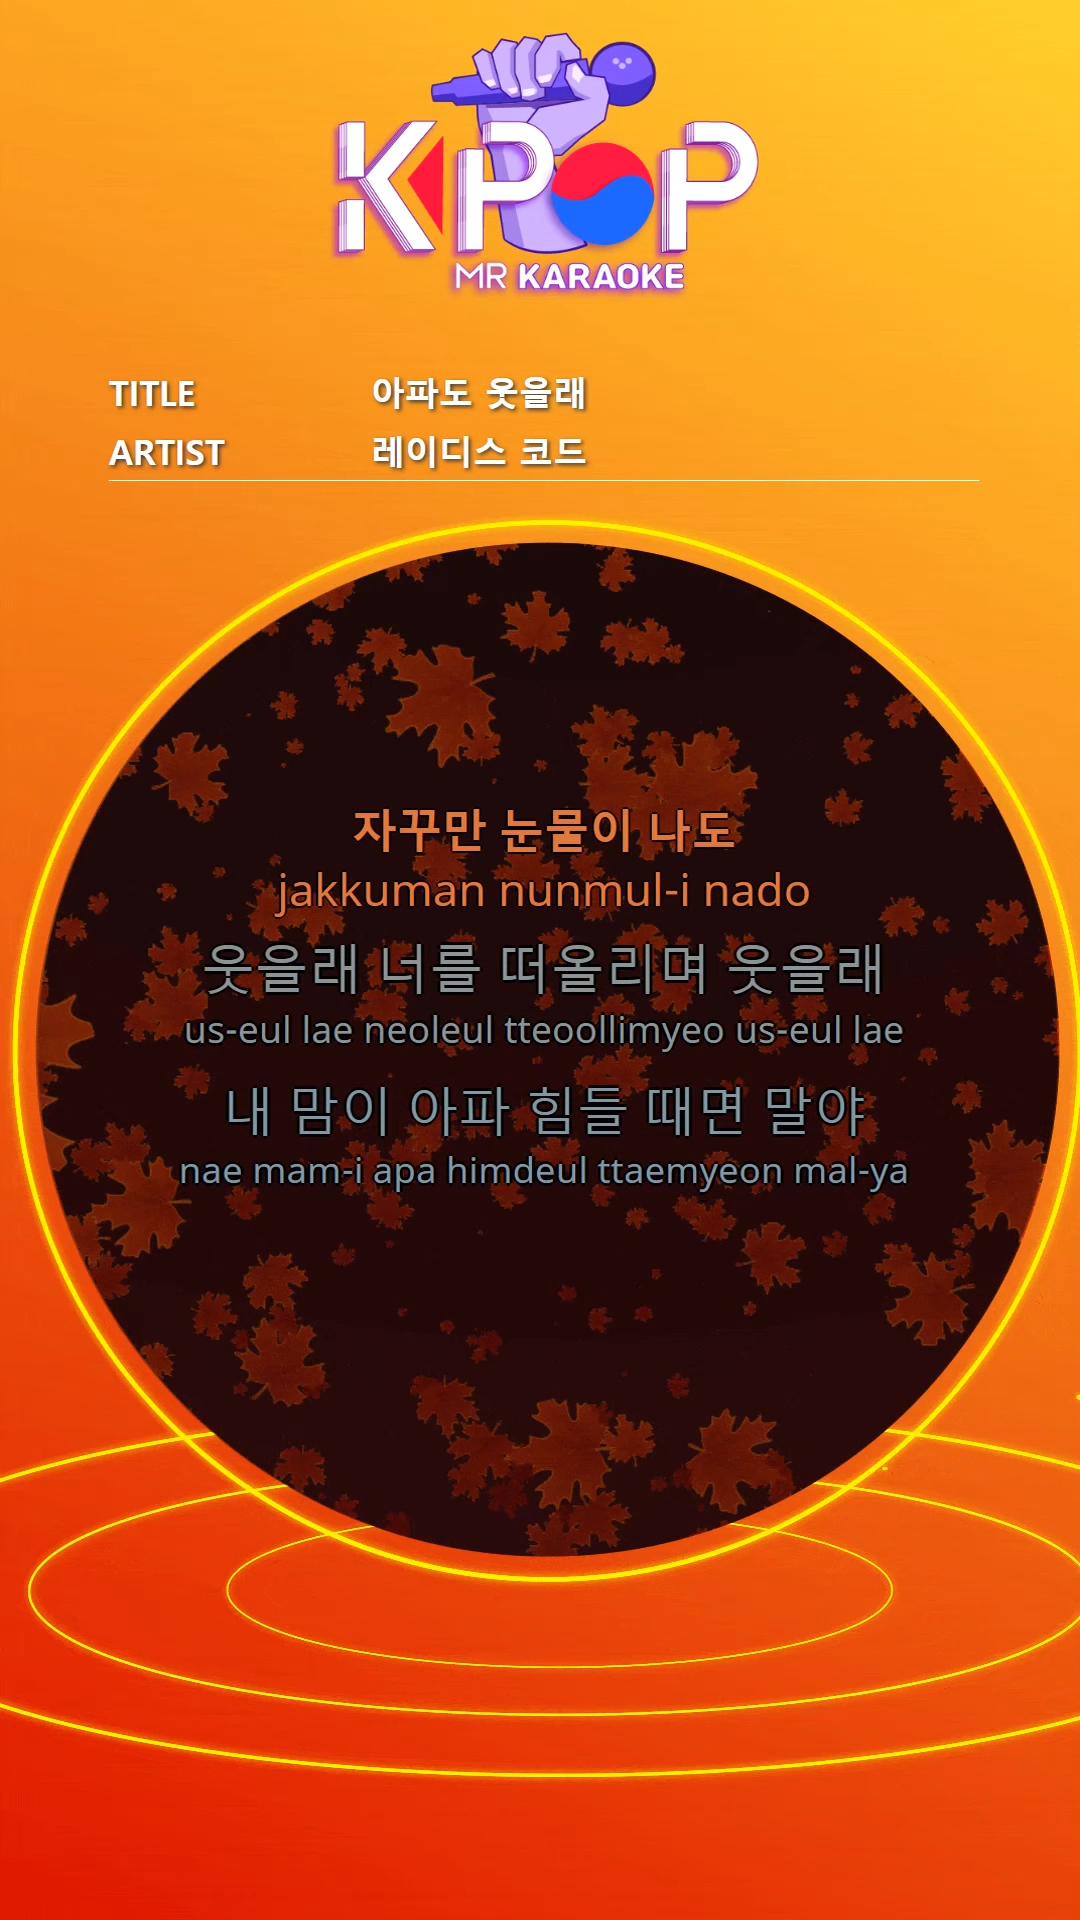 KPOP
MR KARAOKE
TITLE 아파도 웃을래
ARTIST 레이디스 코드
자꾸만 눈물이 나도
jakkuman nunmul-i nado
웃을래 너를 떠올리며 웃을래
us-eul lae neoleul tteoollimyeo us-eul lae
내 맘이 아파 힘들 때면 말야
nae mam-i apa himdeul ttaemyeon mal-ya